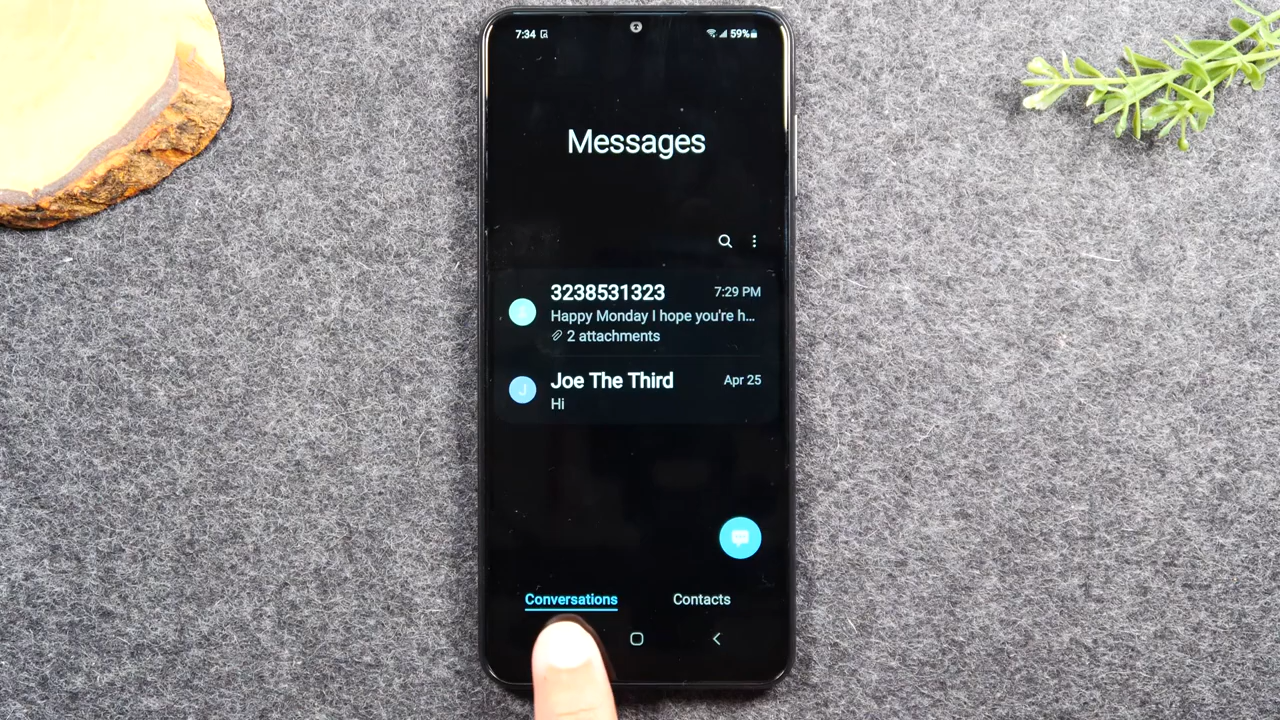 7:34
59%
Messages
3238531323
7:29 PM
Happy Monday I hope you're h...
2 attachments
J
Joe The Third
Apr 25
Hi
Conversations
Contacts